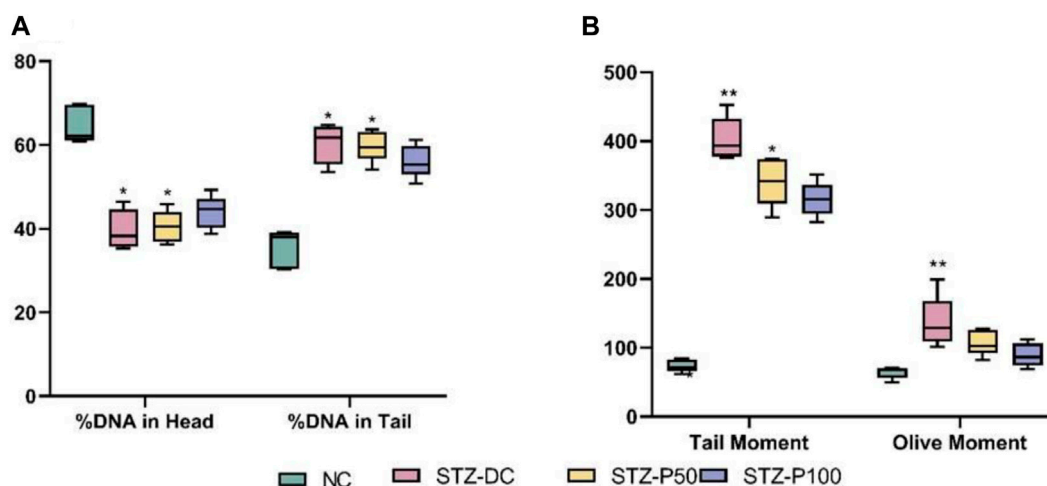 A
B
80
60
40
20
0
* * * *
%DNA in Head %DNA in Tail
500
400
300
200
100
0
** * ** *
Tail Moment Olive Moment
NC STZ-DC STZ-P50 STZ-P100